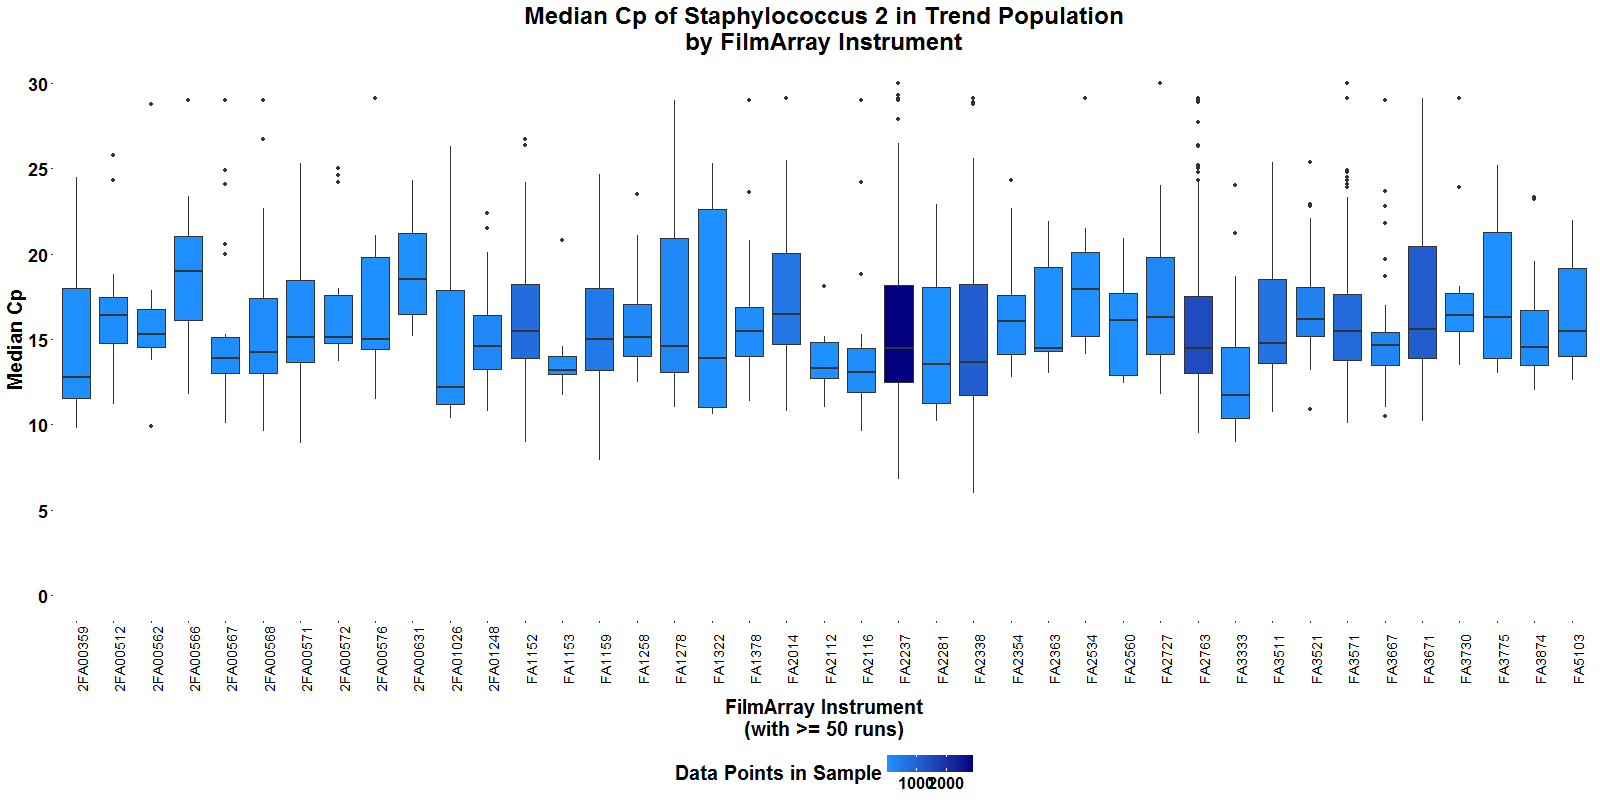 Median Cp of Staphylococcus 2 in Trend Population
by FilmArray Instrument
Median Cp
30
25
20
15
10
5
0
2FA00359
2FA00512
2FA00562
2FA00566
2FA00567
2FA00568
2FA00571
2FA00572
2FA00576
2FA00631
2FA01026
2FA01248
FA1152
FA1153
FA1159
FA1258
FA1278
FA1322
FA1378
FA2014
FA2112
FA2116
FA2237
FA2281
FA2338
FA2354
FA2363
FA2534
FA2560
FA2727
FA2763
FA3333
FA3511
FA3521
FA3571
FA3667
FA3671
FA3730
FA3775
FA3874
FA5103
FilmArray Instrument
(with >= 50 runs)
Data Points in Sample
1000 2000